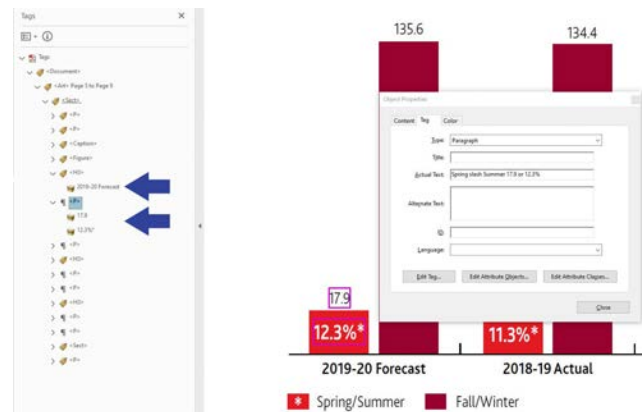 Tags
Tags
<Document>
<Art> Page 5 to Page 9
<Sect>
<P>
<P>
<Caption>
<Figure>
<H3>
2019-20 Forecast
<P>
17.9
12.3%*
<P>
<H3>
<P>
<P>
<H3>
<P>
<P>
<Sect>
<P>
135.6
134.4
Object Properties
Content Tag Color
Type: Paragraph
Title:
Actual Text: Spring slash Summer 17.9 or 12.3%
Alternate Text:
ID:
Language:
Edit Tag... Edit Attribute Objects... Edit Attribute Classes...
Close
17.9
12.3%*
11.3%*
2019-20 Forecast
2018-19 Actual
* Spring/Summer
Fall/Winter